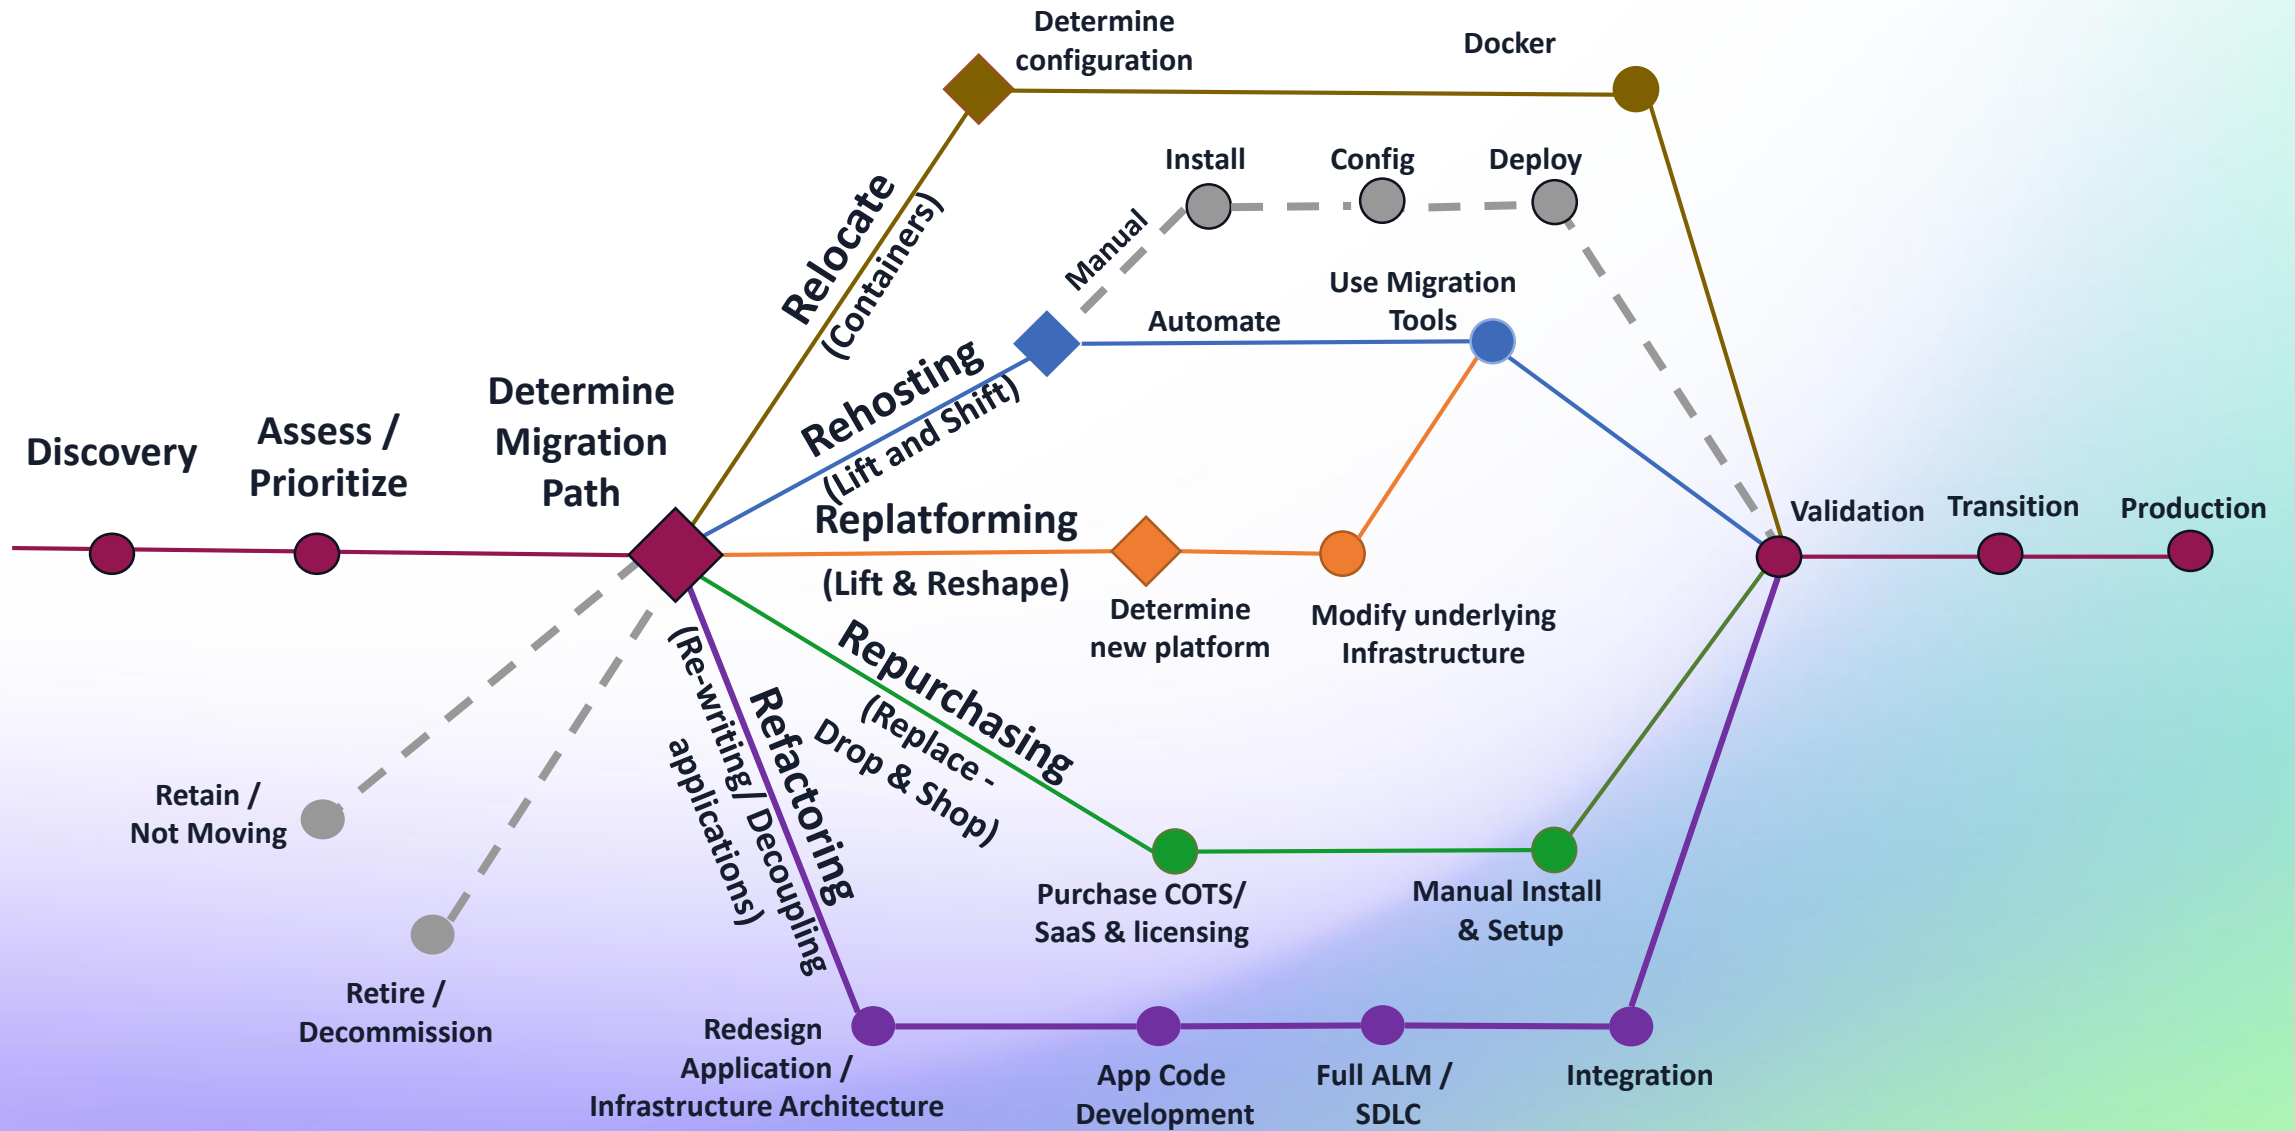 Determine
configuration
Docker
Install
Config
Deploy
Manual
Relocate
(Containers)
Use Migration
Tools
Automate
Rehosting
(Lift and Shift)
Discovery
Assess /
Prioritize
Determine
Migration
Path
Replatforming
(Lift & Reshape)
Determine
new platform
Modify underlying
Infrastructure
Validation
Transition
Production
Repurchasing
(Replace -
Drop & Shop)
Refactoring
(Re-writing/ Decoupling
applications)
Retain /
Not Moving
Retire /
Decommission
Purchase COTS/
SaaS & licensing
Manual Install
& Setup
Redesign
Application /
Infrastructure Architecture
App Code
Development
Full ALM /
SDLC
Integration